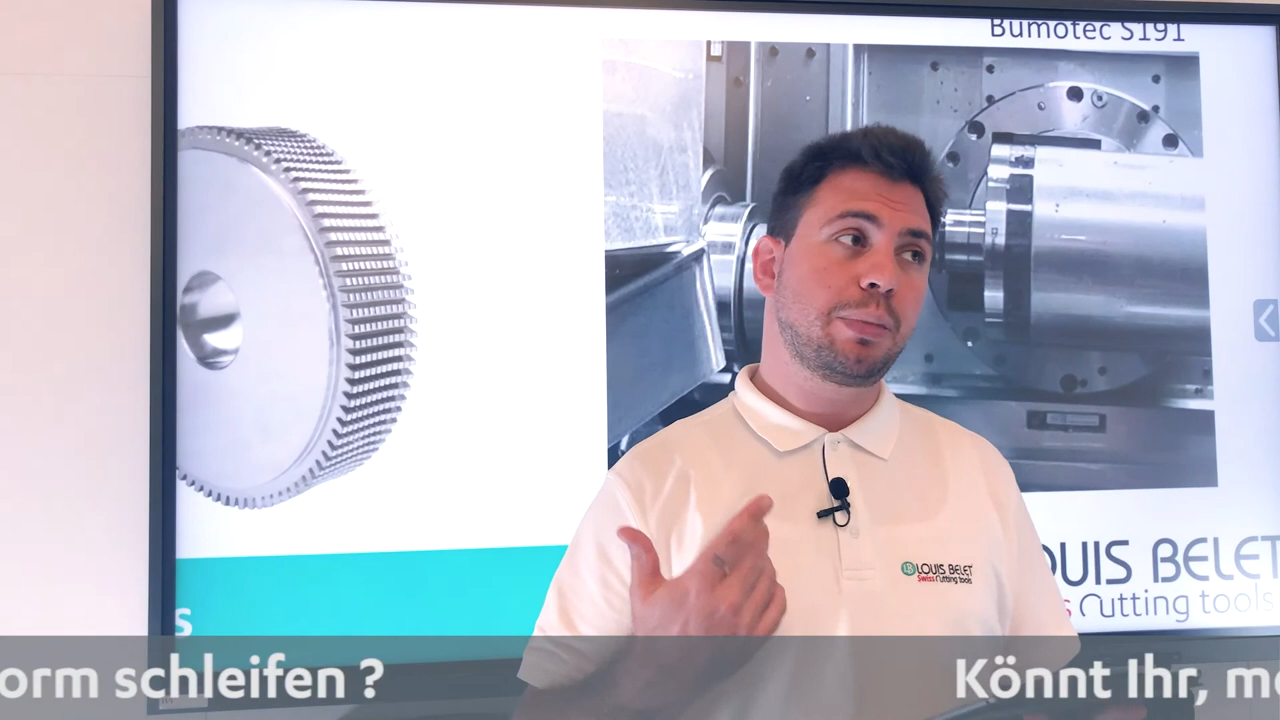 Bumotec S191
LOUIS BELET
Swiss Cutting tools
OUIS BELET
s Cutting tools
s
orm schleifen ?
Könnt Ihr, me